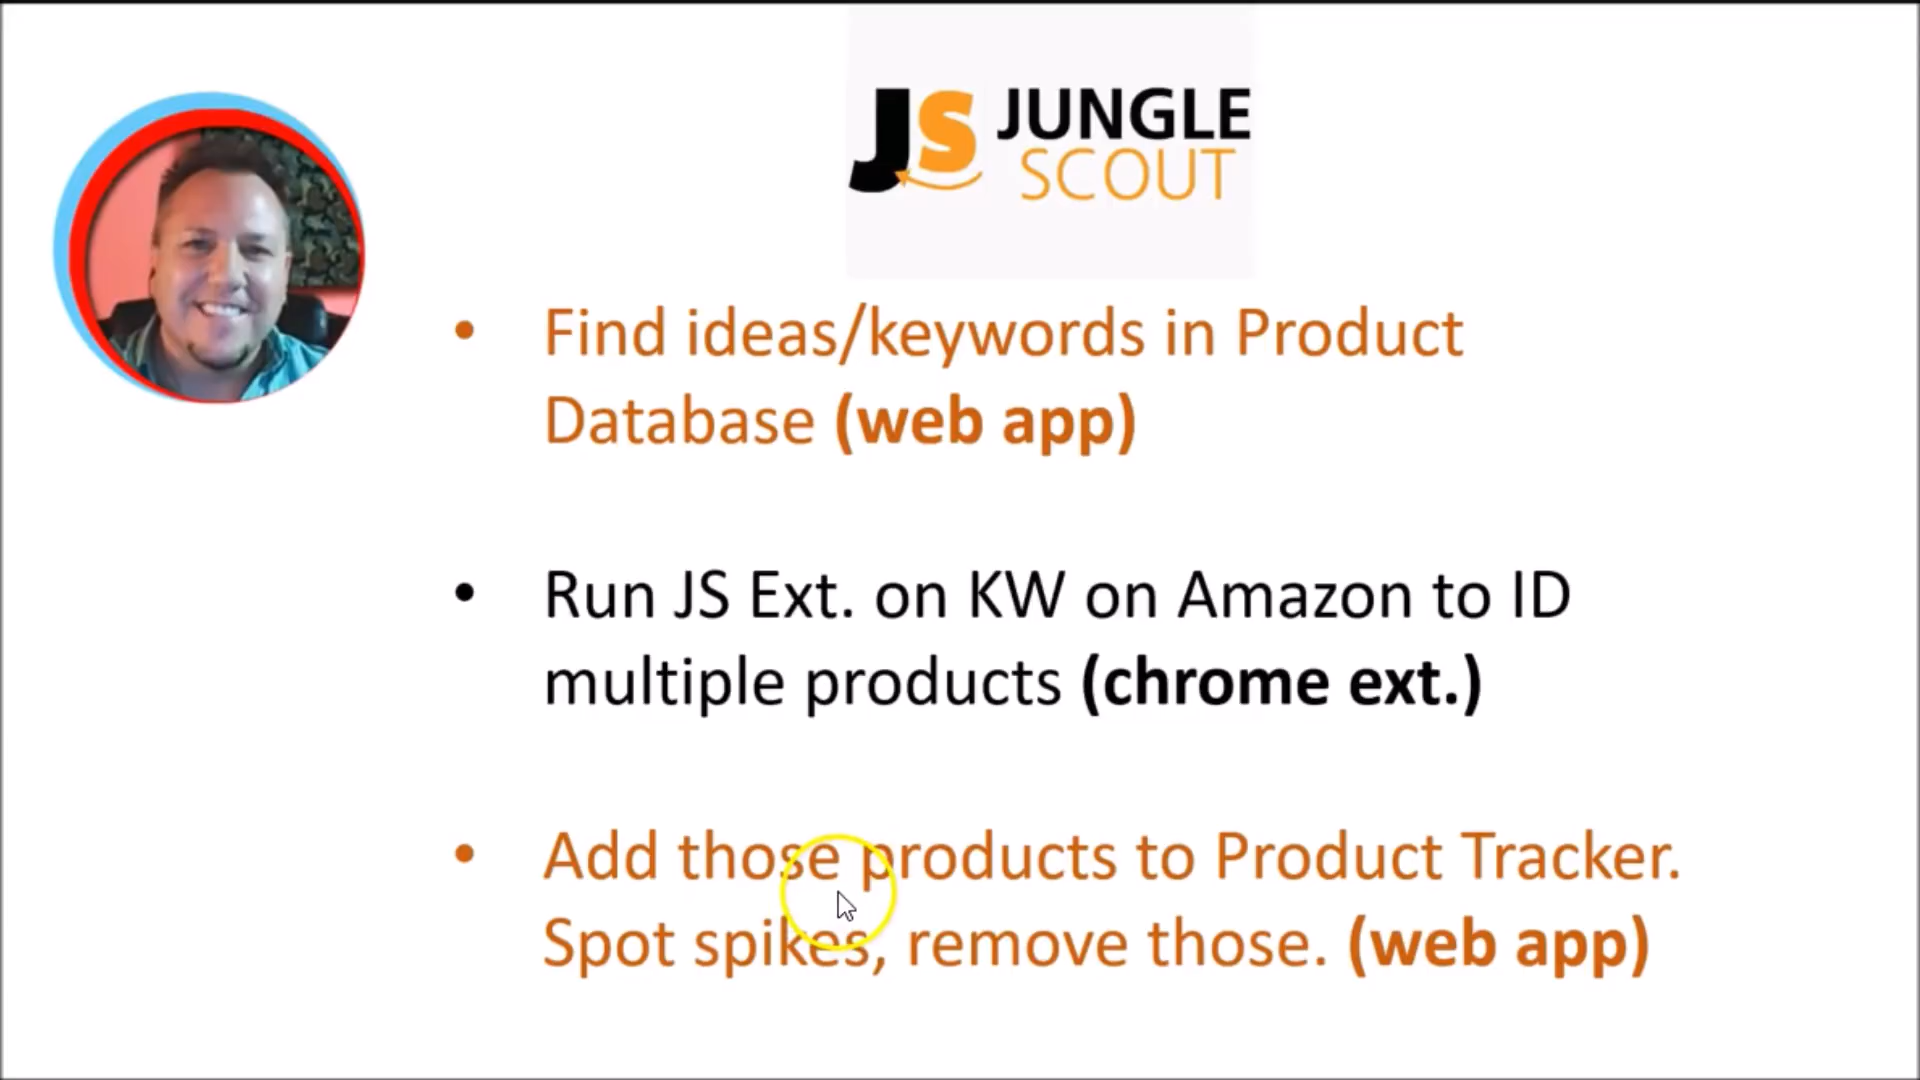 JS JUNGLE
SCOUT
• Find ideas/keywords in Product
Database (web app)
• Run JS Ext. on KW on Amazon to ID
multiple products (chrome ext.)
• Add those products to Product Tracker.
Spot spikes, remove those. (web app)